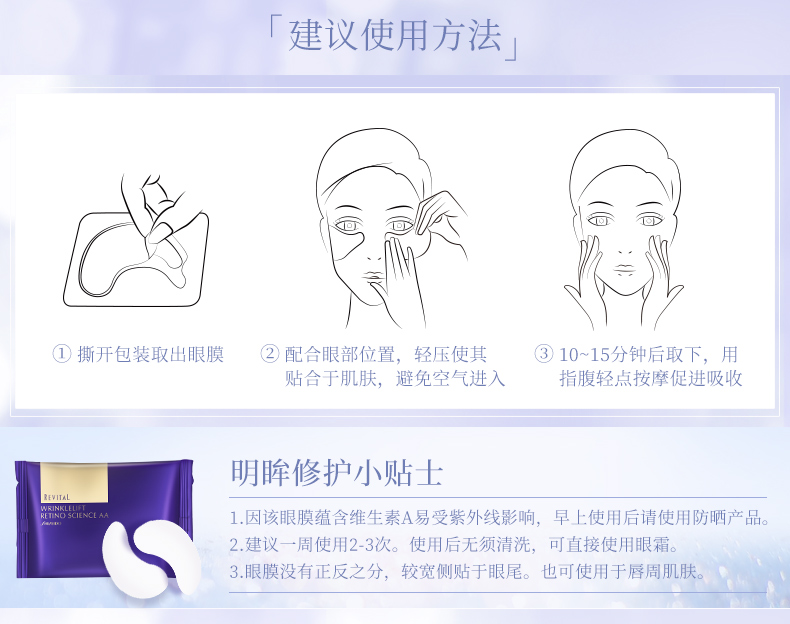 「建议使用方法」
① 撕开包装取出眼膜
② 配合眼部位置，轻压使其
贴合于肌肤，避免空气进入
③ 10~15分钟后取下，用
指腹轻点按摩促进吸收
明眸修护小贴士
1.因该眼膜蕴含维生素A易受紫外线影响，早上使用后请使用防晒产品。
2.建议一周使用2-3次。使用后无须清洗，可直接使用眼霜。
3.眼膜没有正反之分，较宽侧贴于眼尾。也可使用于唇周肌肤。
REVITAL
WRINKLELIFT
RETINO SCIENCE AA
SHISEIDO